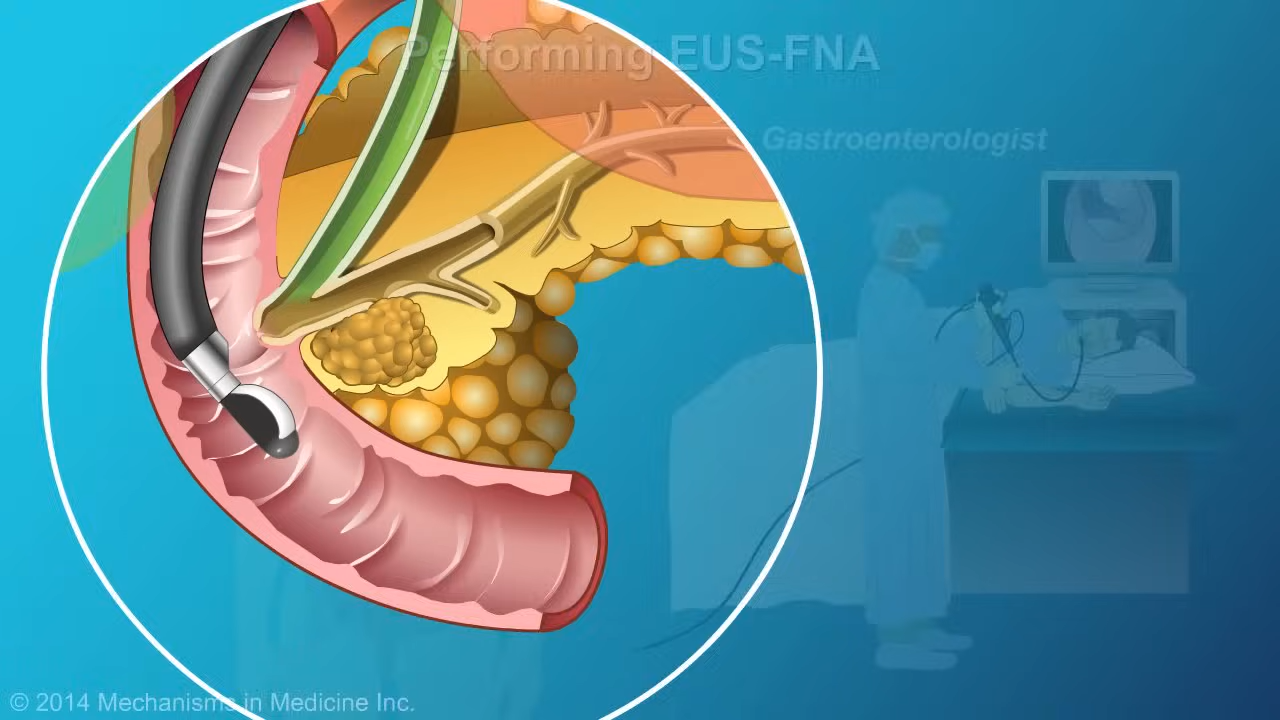 Performing EUS-FNA
Gastroenterologist
© 2014 Mechanisms in Medicine Inc.